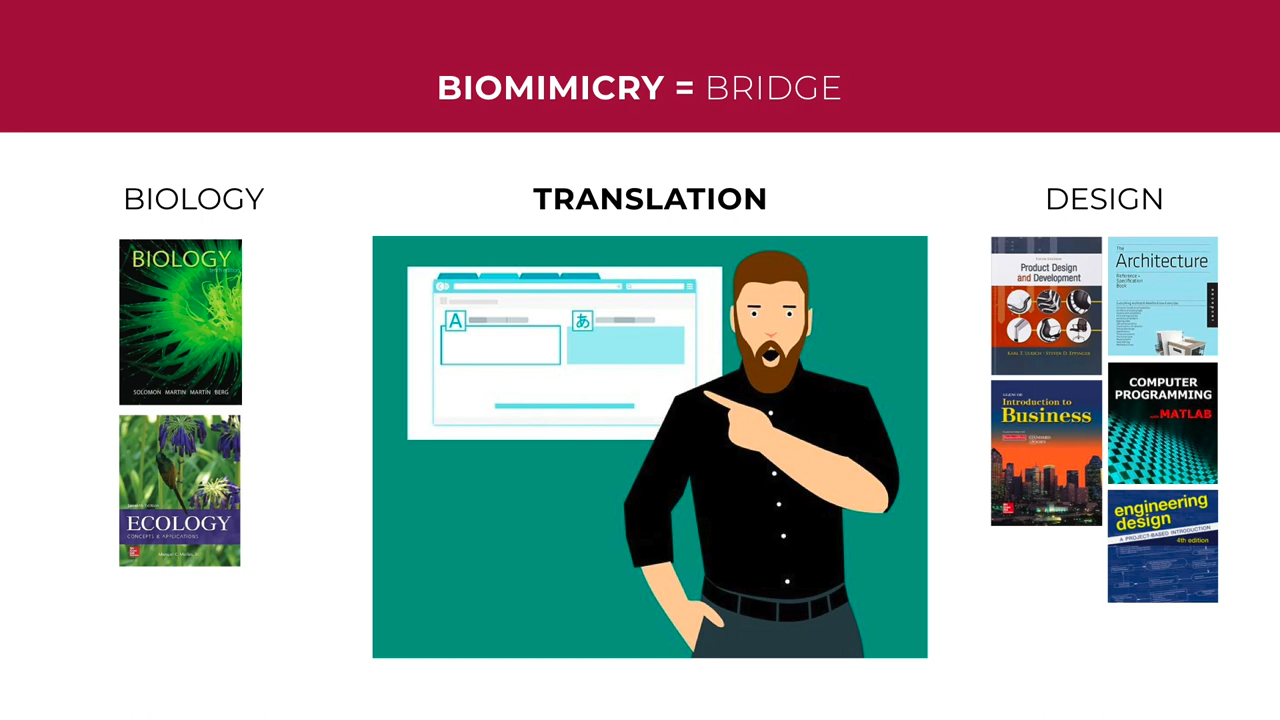 BIOMIMICRY = BRIDGE
BIOLOGY
TRANSLATION
DESIGN
BIOLOGY
SOLOMON MARTIN MARTIN BERG
ECOLOGY
CONCEPTS & APPLICATIONS
A
あ
Product Design
and Development
KARL T. ULRICH • STEVEN D. EPPINGER
The
Architecture
Reference +
Specification
Book
Introduction to
Business
COMPUTER
PROGRAMMING
with MATLAB
engineering
design
A PROJECT-BASED INTRODUCTION
4th edition